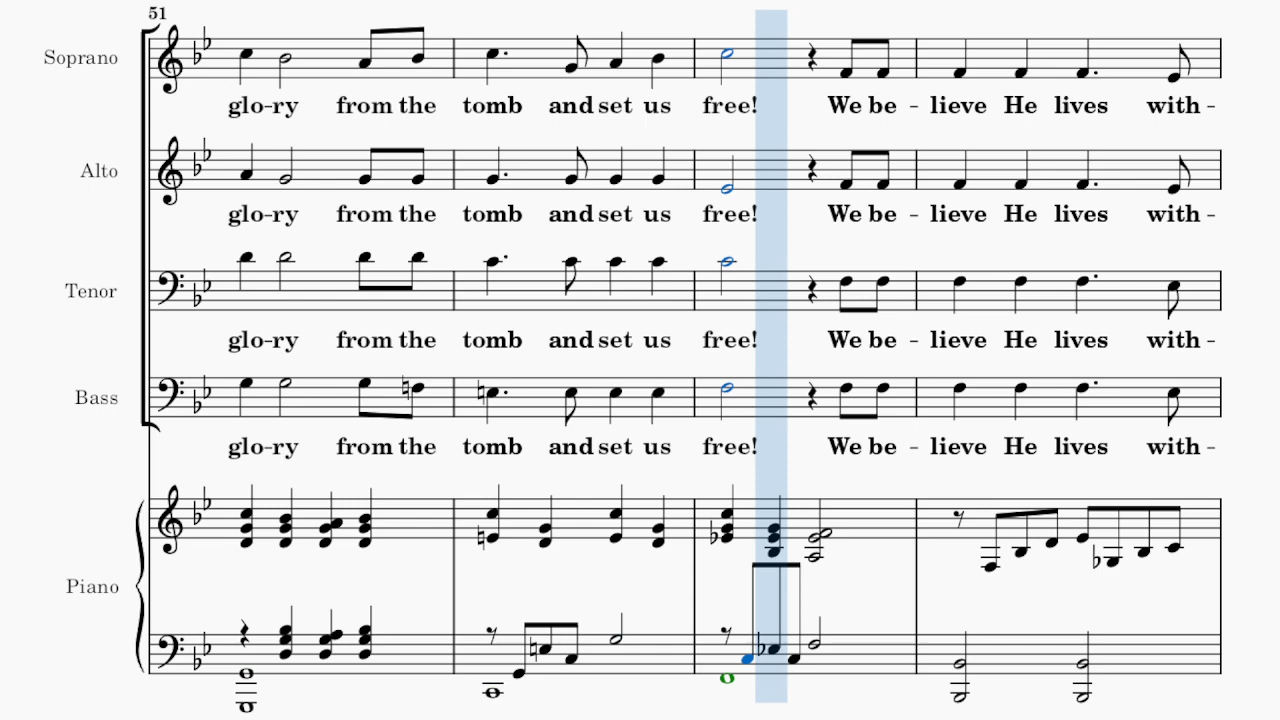 51
Soprano
glo-ry from the tomb and set us free! We be - lieve He lives with -
Alto
glo-ry from the tomb and set us free! We be - lieve He lives with -
Tenor
glo-ry from the tomb and set us free! We be - lieve He lives with -
Bass
glo-ry from the tomb and set us free! We be - lieve He lives with -
Piano